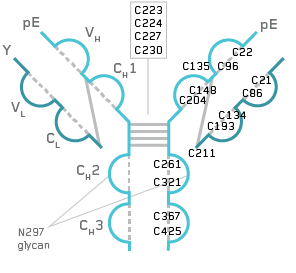 C223
C224
C227
C230
pE
pE
Y
VH
C22
C135 C96
CH1
C21
C86
C148
C204
VL
C134
C193
CL
C211
CH2
C261
C321
CH3
C367
C425
N297
glycan